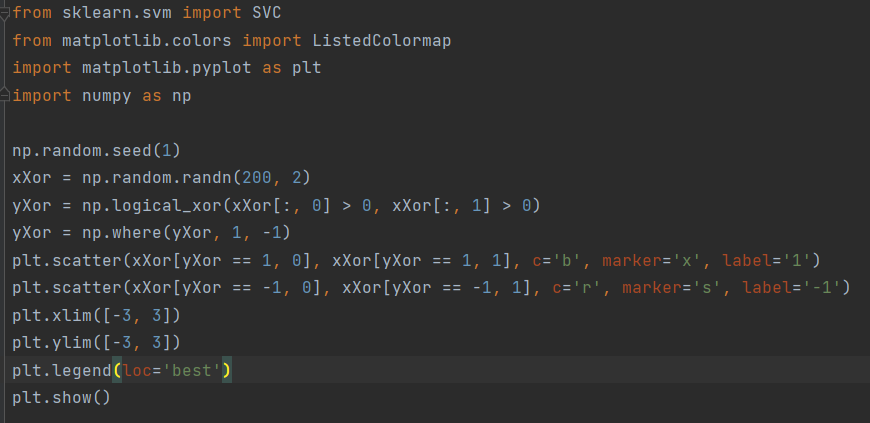 from sklearn.svm import SVC
from matplotlib.colors import ListedColormap
import matplotlib.pyplot as plt
import numpy as np
np.random.seed(1)
xXor = np.random.randn(200, 2)
yXor = np.logical_xor(xXor[:, 0] > 0, xXor[:, 1] > 0)
yXor = np.where(yXor, 1, -1)
plt.scatter(xXor[yXor == 1, 0], xXor[yXor == 1, 1], c='b', marker='x', label='1')
plt.scatter(xXor[yXor == -1, 0], xXor[yXor == -1, 1], c='r', marker='s', label='-1')
plt.xlim([-3, 3])
plt.ylim([-3, 3])
plt.legend(loc='best')
plt.show()